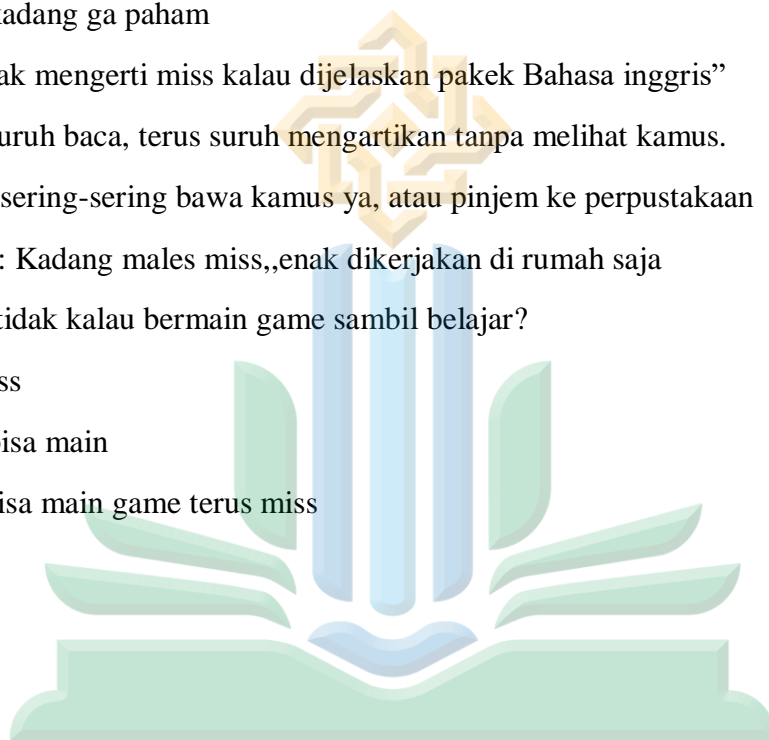 kadang ga paham
ak mengerti miss kalau dijelaskan pakek Bahasa inggris”
uruh baca, terus suruh mengartikan tanpa melihat kamus.
sering-sering bawa kamus ya, atau pinjem ke perpustakaan
: Kadang males miss,,enak dikerjakan di rumah saja
tidak kalau bermain game sambil belajar?
ss
bisa main
isa main game terus miss